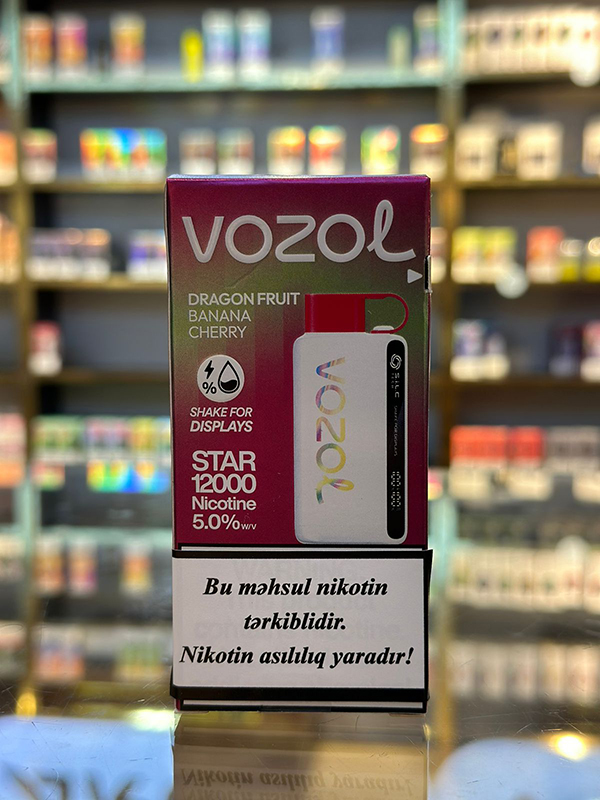 VOZOL
DRAGON FRUIT
BANANA
CHERRY
%
SHAKE FOR
DISPLAYS
STAR
12000
Nicotine
5.0% w/v
VOZOL
Bu məhsul nikotin
tərkiblidir.
Nikotin asılılıq yaradır!